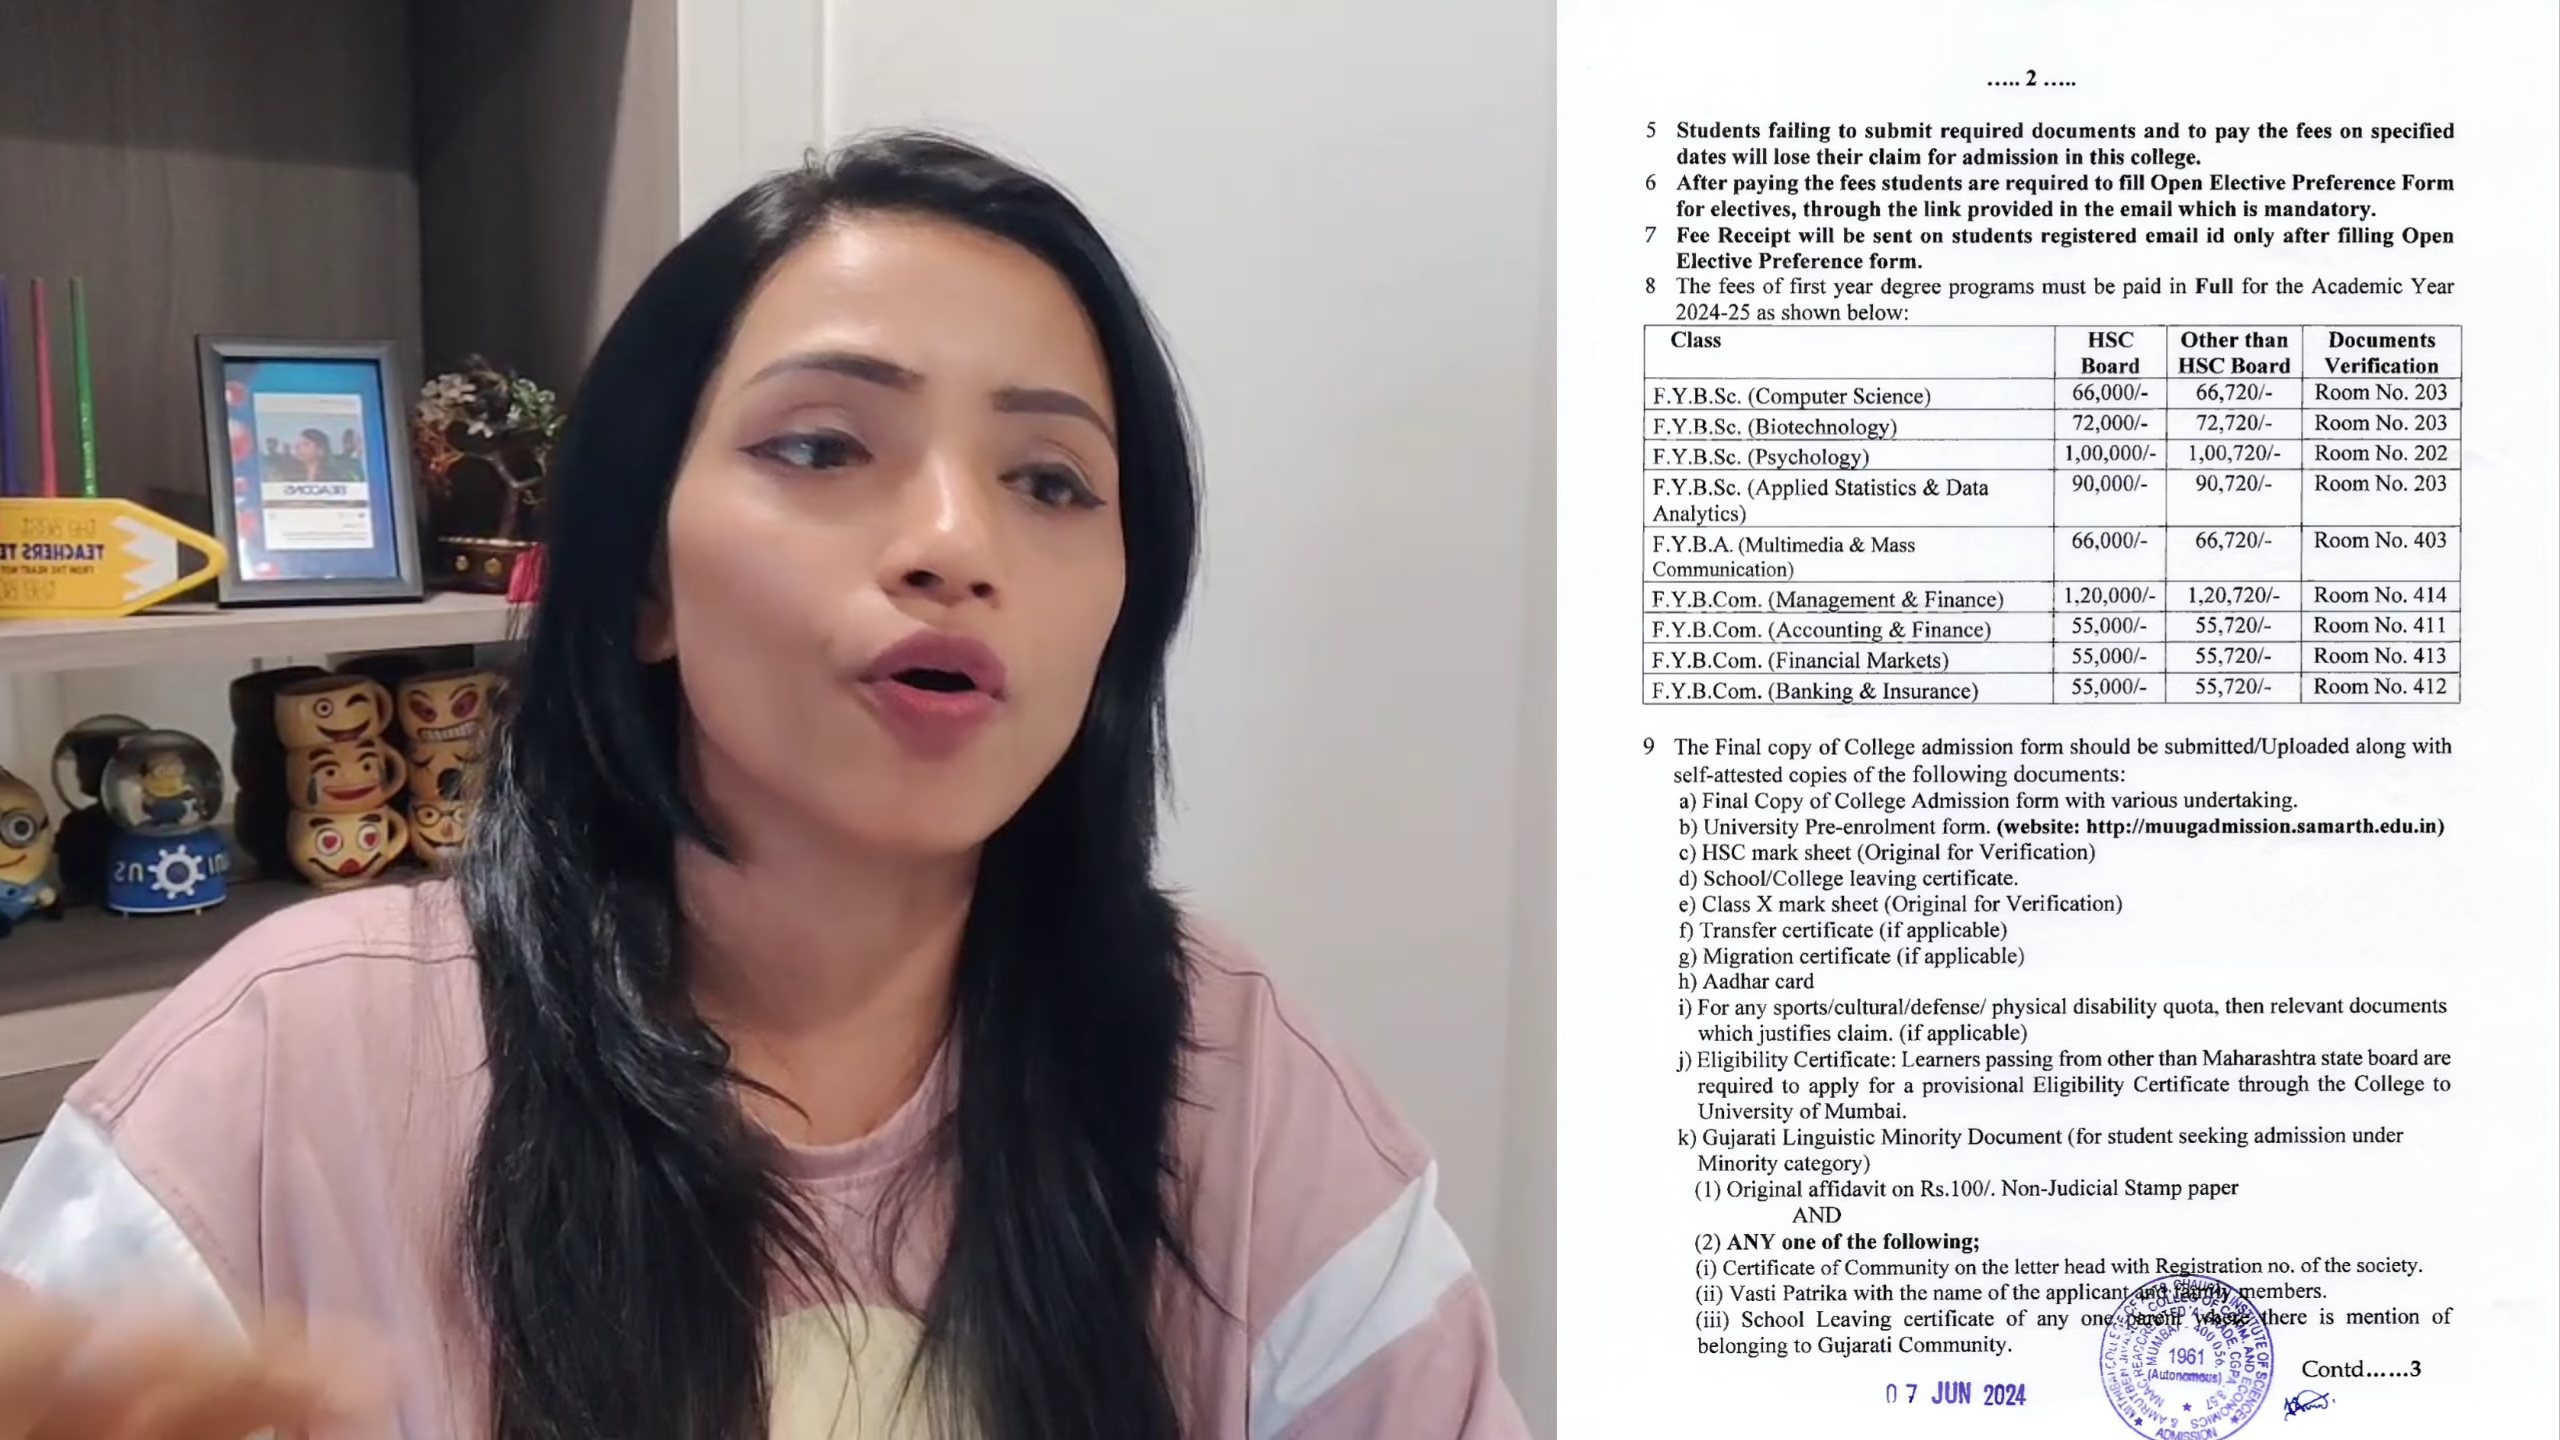 TEACHERS TE
BEACONS
..... 2 .....
5 Students failing to submit required documents and to pay the fees on specified
dates will lose their claim for admission in this college.
6 After paying the fees students are required to fill Open Elective Preference Form
for electives, through the link provided in the email which is mandatory.
7 Fee Receipt will be sent on students registered email id only after filling Open
Elective Preference form.
8 The fees of first year degree programs must be paid in Full for the Academic Year
2024-25 as shown below:
Class HSC Board Other than HSC Board Documents Verification
F.Y.B.Sc. (Computer Science) 66,000/- 66,720/- Room No. 203
F.Y.B.Sc. (Biotechnology) 72,000/- 72,720/- Room No. 203
F.Y.B.Sc. (Psychology) 1,00,000/- 1,00,720/- Room No. 202
F.Y.B.Sc. (Applied Statistics & Data Analytics) 90,000/- 90,720/- Room No. 203
F.Y.B.A. (Multimedia & Mass Communication) 66,000/- 66,720/- Room No. 403
F.Y.B.Com. (Management & Finance) 1,20,000/- 1,20,720/- Room No. 414
F.Y.B.Com. (Accounting & Finance) 55,000/- 55,720/- Room No. 411
F.Y.B.Com. (Financial Markets) 55,000/- 55,720/- Room No. 413
F.Y.B.Com. (Banking & Insurance) 55,000/- 55,720/- Room No. 412
9 The Final copy of College admission form should be submitted/Uploaded along with
self-attested copies of the following documents:
a) Final Copy of College Admission form with various undertaking.
b) University Pre-enrolment form. (website: http://muugadmission.samarth.edu.in)
c) HSC mark sheet (Original for Verification)
d) School/College leaving certificate.
e) Class X mark sheet (Original for Verification)
f) Transfer certificate (if applicable)
g) Migration certificate (if applicable)
h) Aadhar card
i) For any sports/cultural/defense/ physical disability quota, then relevant documents
which justifies claim. (if applicable)
j) Eligibility Certificate: Learners passing from other than Maharashtra state board are
required to apply for a provisional Eligibility Certificate through the College to
University of Mumbai.
k) Gujarati Linguistic Minority Document (for student seeking admission under
Minority category)
(1) Original affidavit on Rs.100/. Non-Judicial Stamp paper
AND
(2) ANY one of the following;
(i) Certificate of Community on the letter head with Registration no. of the society.
(ii) Vasti Patrika with the name of the applicant and family members.
(iii) School Leaving certificate of any one parent where there is mention of
belonging to Gujarati Community.
Contd......3
07 JUN 2024
1961
(Autonomous)
MUMBAI - 400 056.
ADMISSION